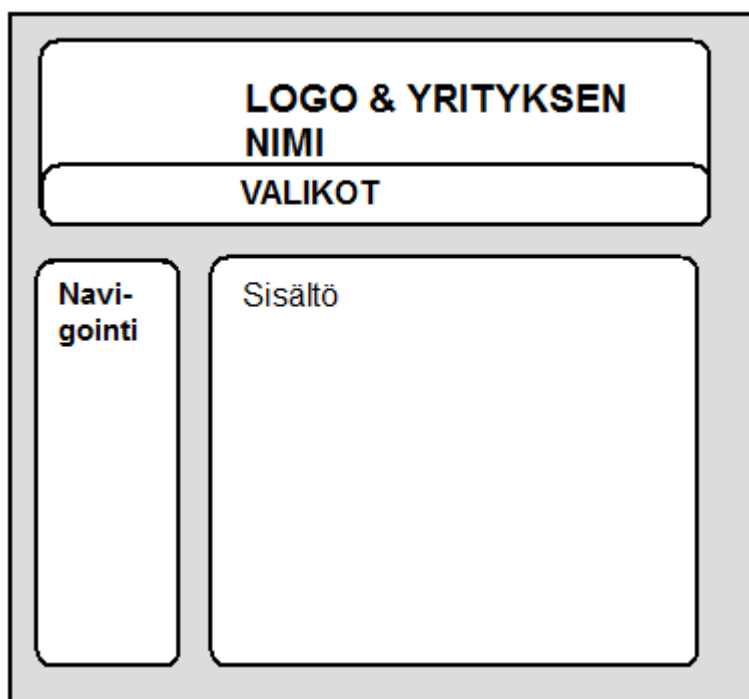 LOGO & YRITYKSEN
NIMI
VALIKOT
Navi-
gointi
Sisältö